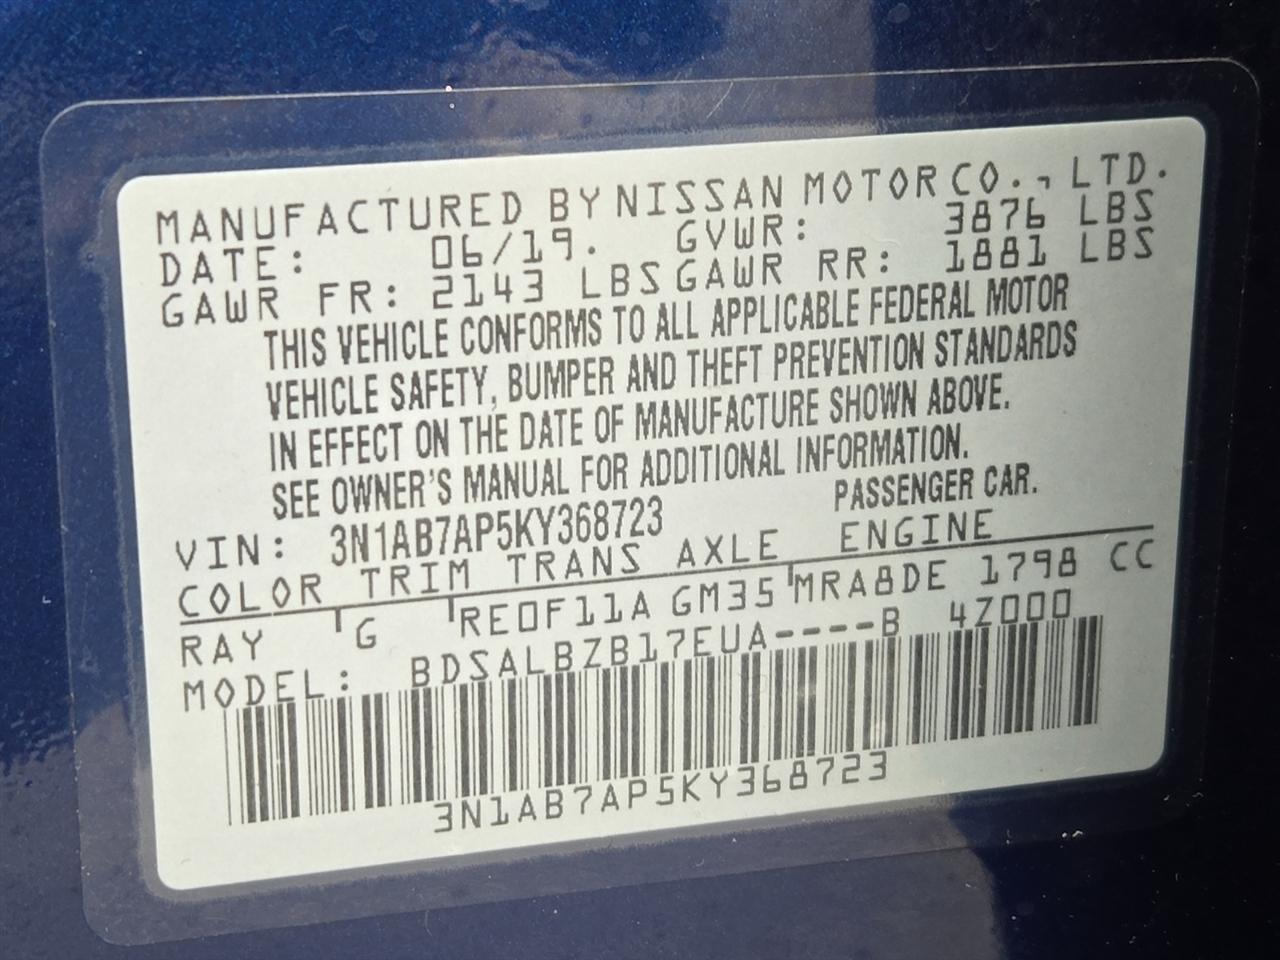 MANUFACTURED BY NISSAN MOTOR CO., LTD.
DATE: 06/19. GVWR: 3876 LBS
GAWR FR: 2143 LBS GAWR RR: 1881 LBS
THIS VEHICLE CONFORMS TO ALL APPLICABLE FEDERAL MOTOR
VEHICLE SAFETY, BUMPER AND THEFT PREVENTION STANDARDS
IN EFFECT ON THE DATE OF MANUFACTURE SHOWN ABOVE.
SEE OWNER'S MANUAL FOR ADDITIONAL INFORMATION.
VIN: 3N1AB7AP5KY368723 PASSENGER CAR.
COLOR TRIM TRANS AXLE ENGINE
RAY G RE0F11A GM35 MRA8DE 1798 CC
MODEL: BDSALBZB17EUA----B 4Z000
3N1AB7AP5KY368723